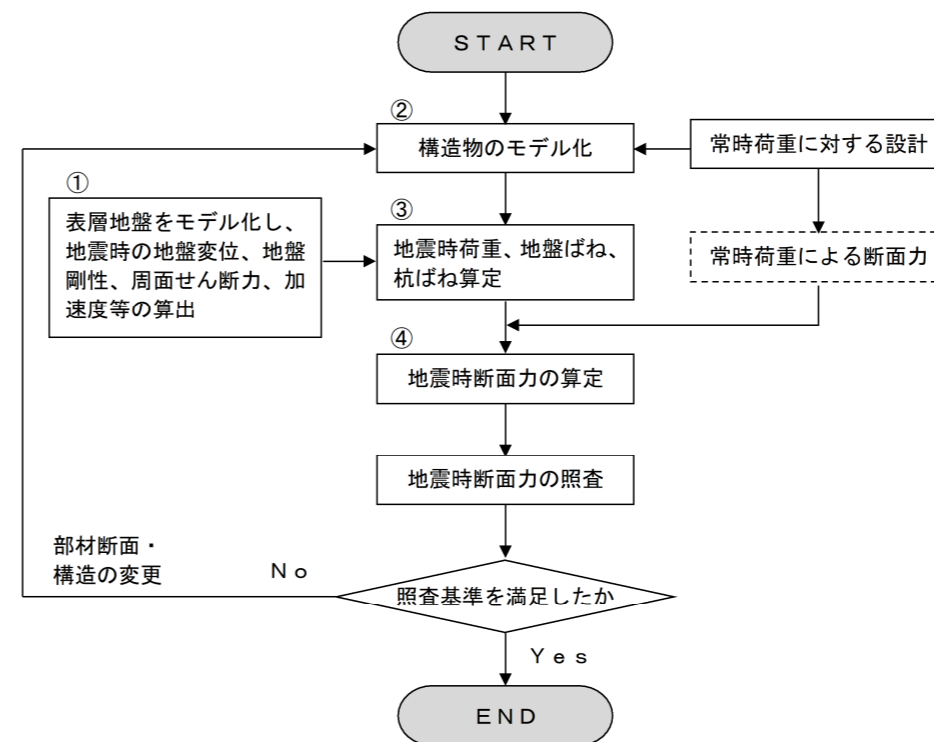 ＳＴＡＲＴ
②
構造物のモデル化
常時荷重に対する設計
①
表層地盤をモデル化し、
地震時の地盤変位、地盤
剛性、周面せん断力、加
速度等の算出
③
地震時荷重、地盤ばね、
杭ばね算定
常時荷重による断面力
④
地震時断面力の算定
地震時断面力の照査
部材断面・
構造の変更
Ｎｏ
照査基準を満足したか
Ｙｅｓ
ＥＮＤ